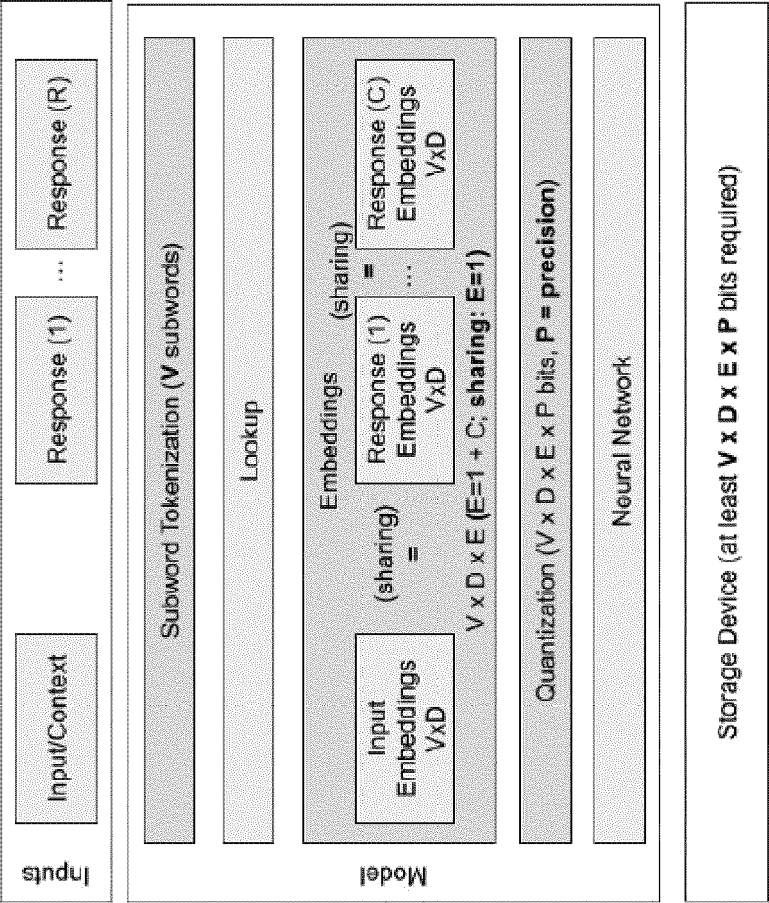 Inputs
Input/Context
Response (1)
...
Response (R)
Model
Subword Tokenization (V subwords)
Lookup
Embeddings
(sharing)
=
(sharing)
=
Input
Embeddings
VxD
Response (1)
Embeddings
VxD
...
Response (C)
Embeddings
VxD
V x D x E (E=1 + C; sharing: E=1)
Quantization (V x D x E x P bits, P = precision)
Neural Network
Storage Device (at least V x D x E x P bits required)